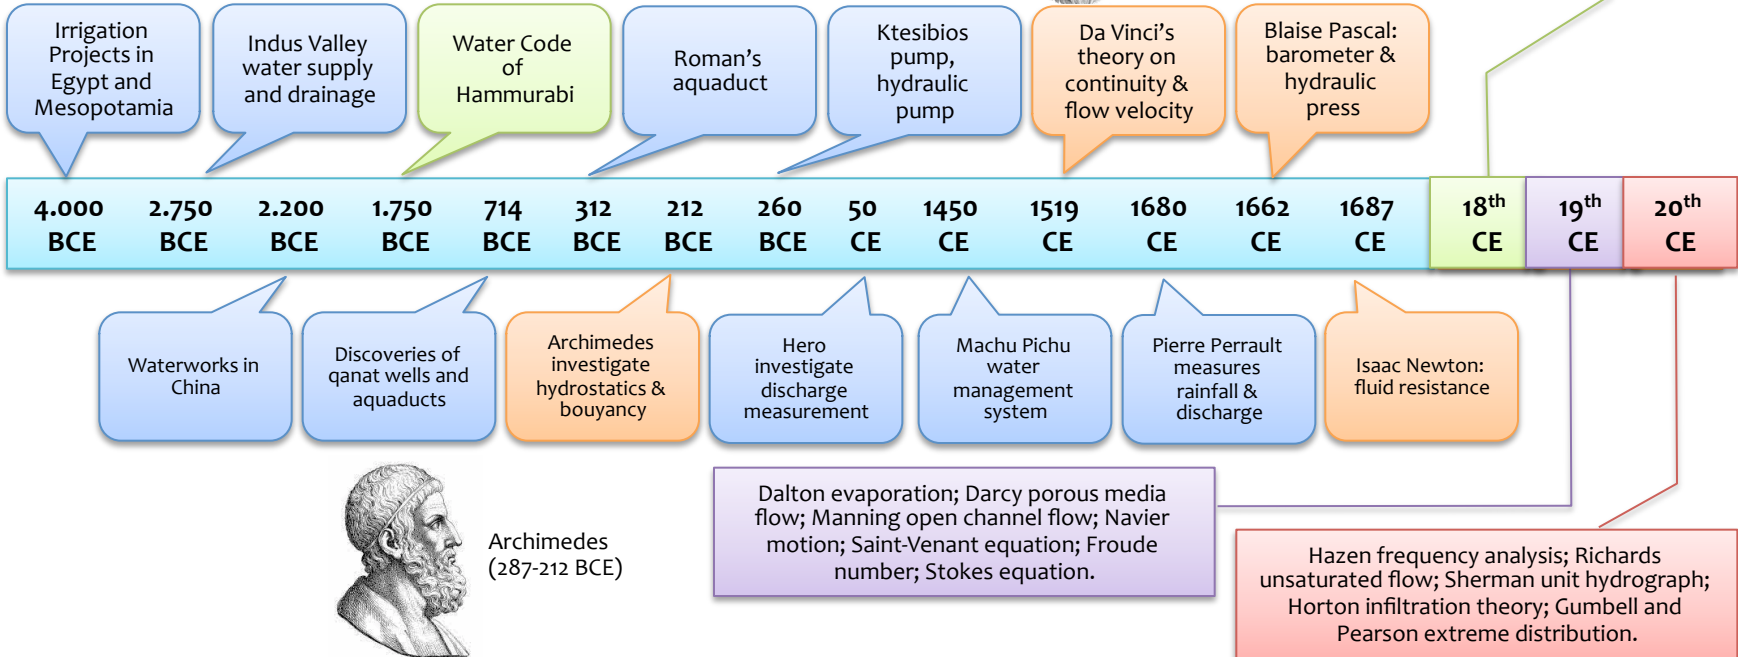 Irrigation
Projects in
Egypt and
Mesopotamia
Indus Valley
water supply
and drainage
Water Code
of
Hammurabi
Roman's
aquaduct
Ktesibios
pump,
hydraulic
pump
Da Vinci's
theory on
continuity &
flow velocity
Blaise Pascal:
barometer &
hydraulic
press
4.000
BCE
2.750
BCE
2.200
BCE
1.750
BCE
714
BCE
312
BCE
212
BCE
260
BCE
50
CE
1450
CE
1519
CE
1680
CE
1662
CE
1687
CE
18th
CE
19th
CE
20th
CE
Waterworks in
China
Discoveries of
qanat wells and
aquaducts
Archimedes
investigate
hydrostatics &
bouyancy
Hero
investigate
discharge
measurement
Machu Pichu
water
management
system
Pierre Perrault
measures
rainfall &
discharge
Isaac Newton:
fluid resistance
Archimedes
(287-212 BCE)
Dalton evaporation; Darcy porous media
flow; Manning open channel flow; Navier
motion; Saint-Venant equation; Froude
number; Stokes equation.
Hazen frequency analysis; Richards
unsaturated flow; Sherman unit hydrograph;
Horton infiltration theory; Gumbell and
Pearson extreme distribution.